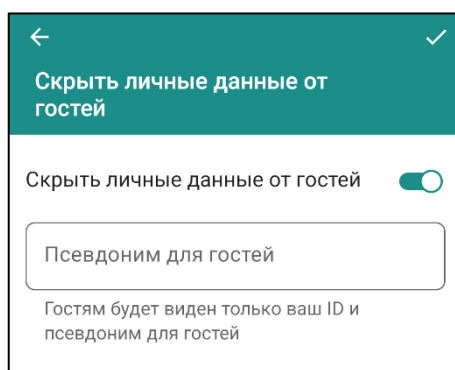 Скрыть личные данные от
гостей
Скрыть личные данные от гостей
Псевдоним для гостей
Гостям будет виден только ваш ID и
псевдоним для гостей